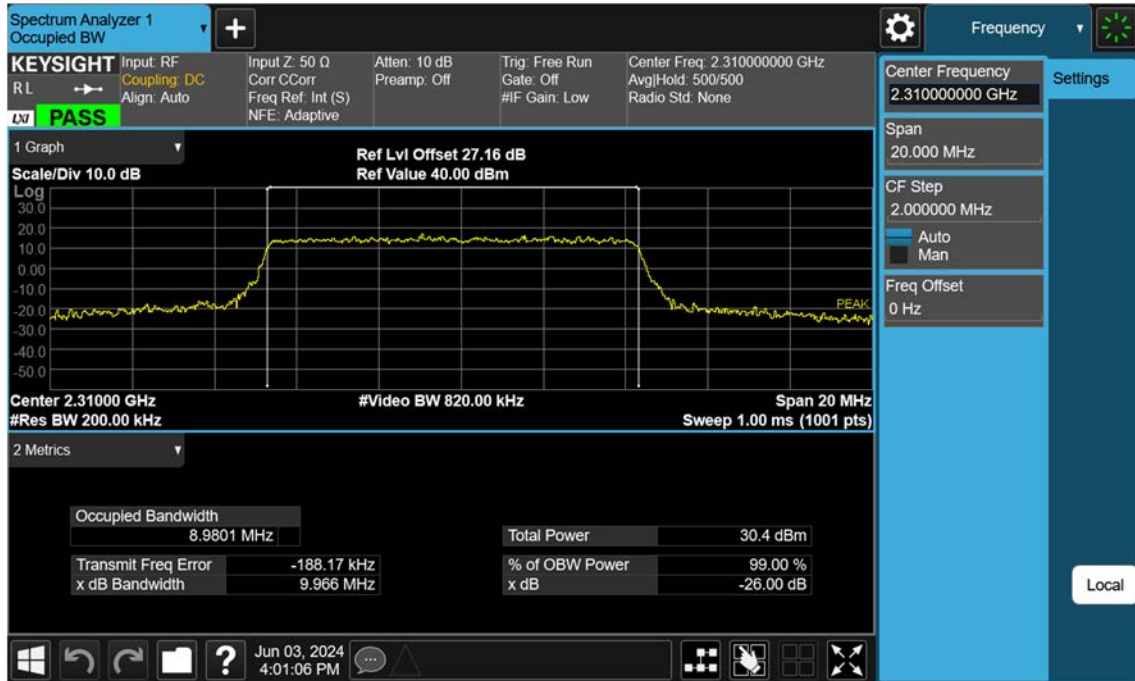 Spectrum Analyzer 1
Occupied BW
Frequency
KEYSIGHT
RL
LXI PASS
Input: RF
Coupling: DC
Align: Auto
Input Z: 50 Ω
Corr CCorr
Freq Ref: Int (S)
NFE: Adaptive
Atten: 10 dB
Preamp: Off
Trig: Free Run
Gate: Off
#IF Gain: Low
Center Freq: 2.310000000 GHz
Avg|Hold: 500/500
Radio Std: None
Center Frequency
2.310000000 GHz
Settings
Span
20.000 MHz
CF Step
2.000000 MHz
Auto
Man
Freq Offset
0 Hz
Local
1 Graph
Scale/Div 10.0 dB
Ref Lvl Offset 27.16 dB
Ref Value 40.00 dBm
Log
30.0
20.0
10.0
0.00
-10.0
-20.0
-30.0
-40.0
-50.0
PEAK
Center 2.31000 GHz
#Res BW 200.00 kHz
#Video BW 820.00 kHz
Span 20 MHz
Sweep 1.00 ms (1001 pts)
2 Metrics
Occupied Bandwidth
8.9801 MHz
Total Power 30.4 dBm
Transmit Freq Error -188.17 kHz
% of OBW Power 99.00 %
x dB Bandwidth 9.966 MHz
x dB -26.00 dB
?
Jun 03, 2024
4:01:06 PM